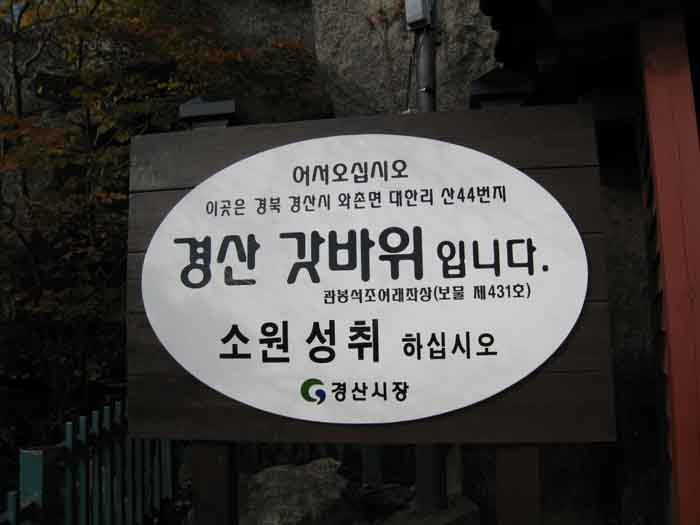 어서오십시오
이곳은 경북 경산시 와촌면 대한리 산44번지
경산 갓바위 입니다.
관봉석조여래좌상(보물 제431호)
소원 성취 하십시오
경산시장